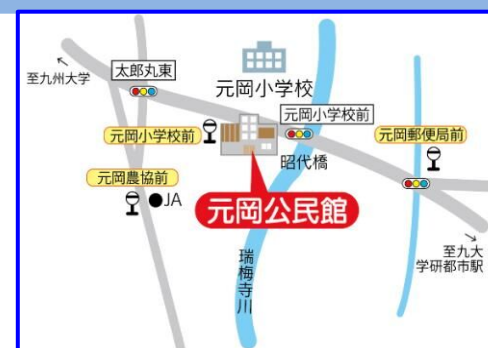 至九州大学
太郎丸東
元岡小学校
元岡小学校前
元岡小学校前
元岡郵便局前
昭代橋
元岡農協前
●JA
元岡公民館
至九大
学研都市駅
瑞梅寺川